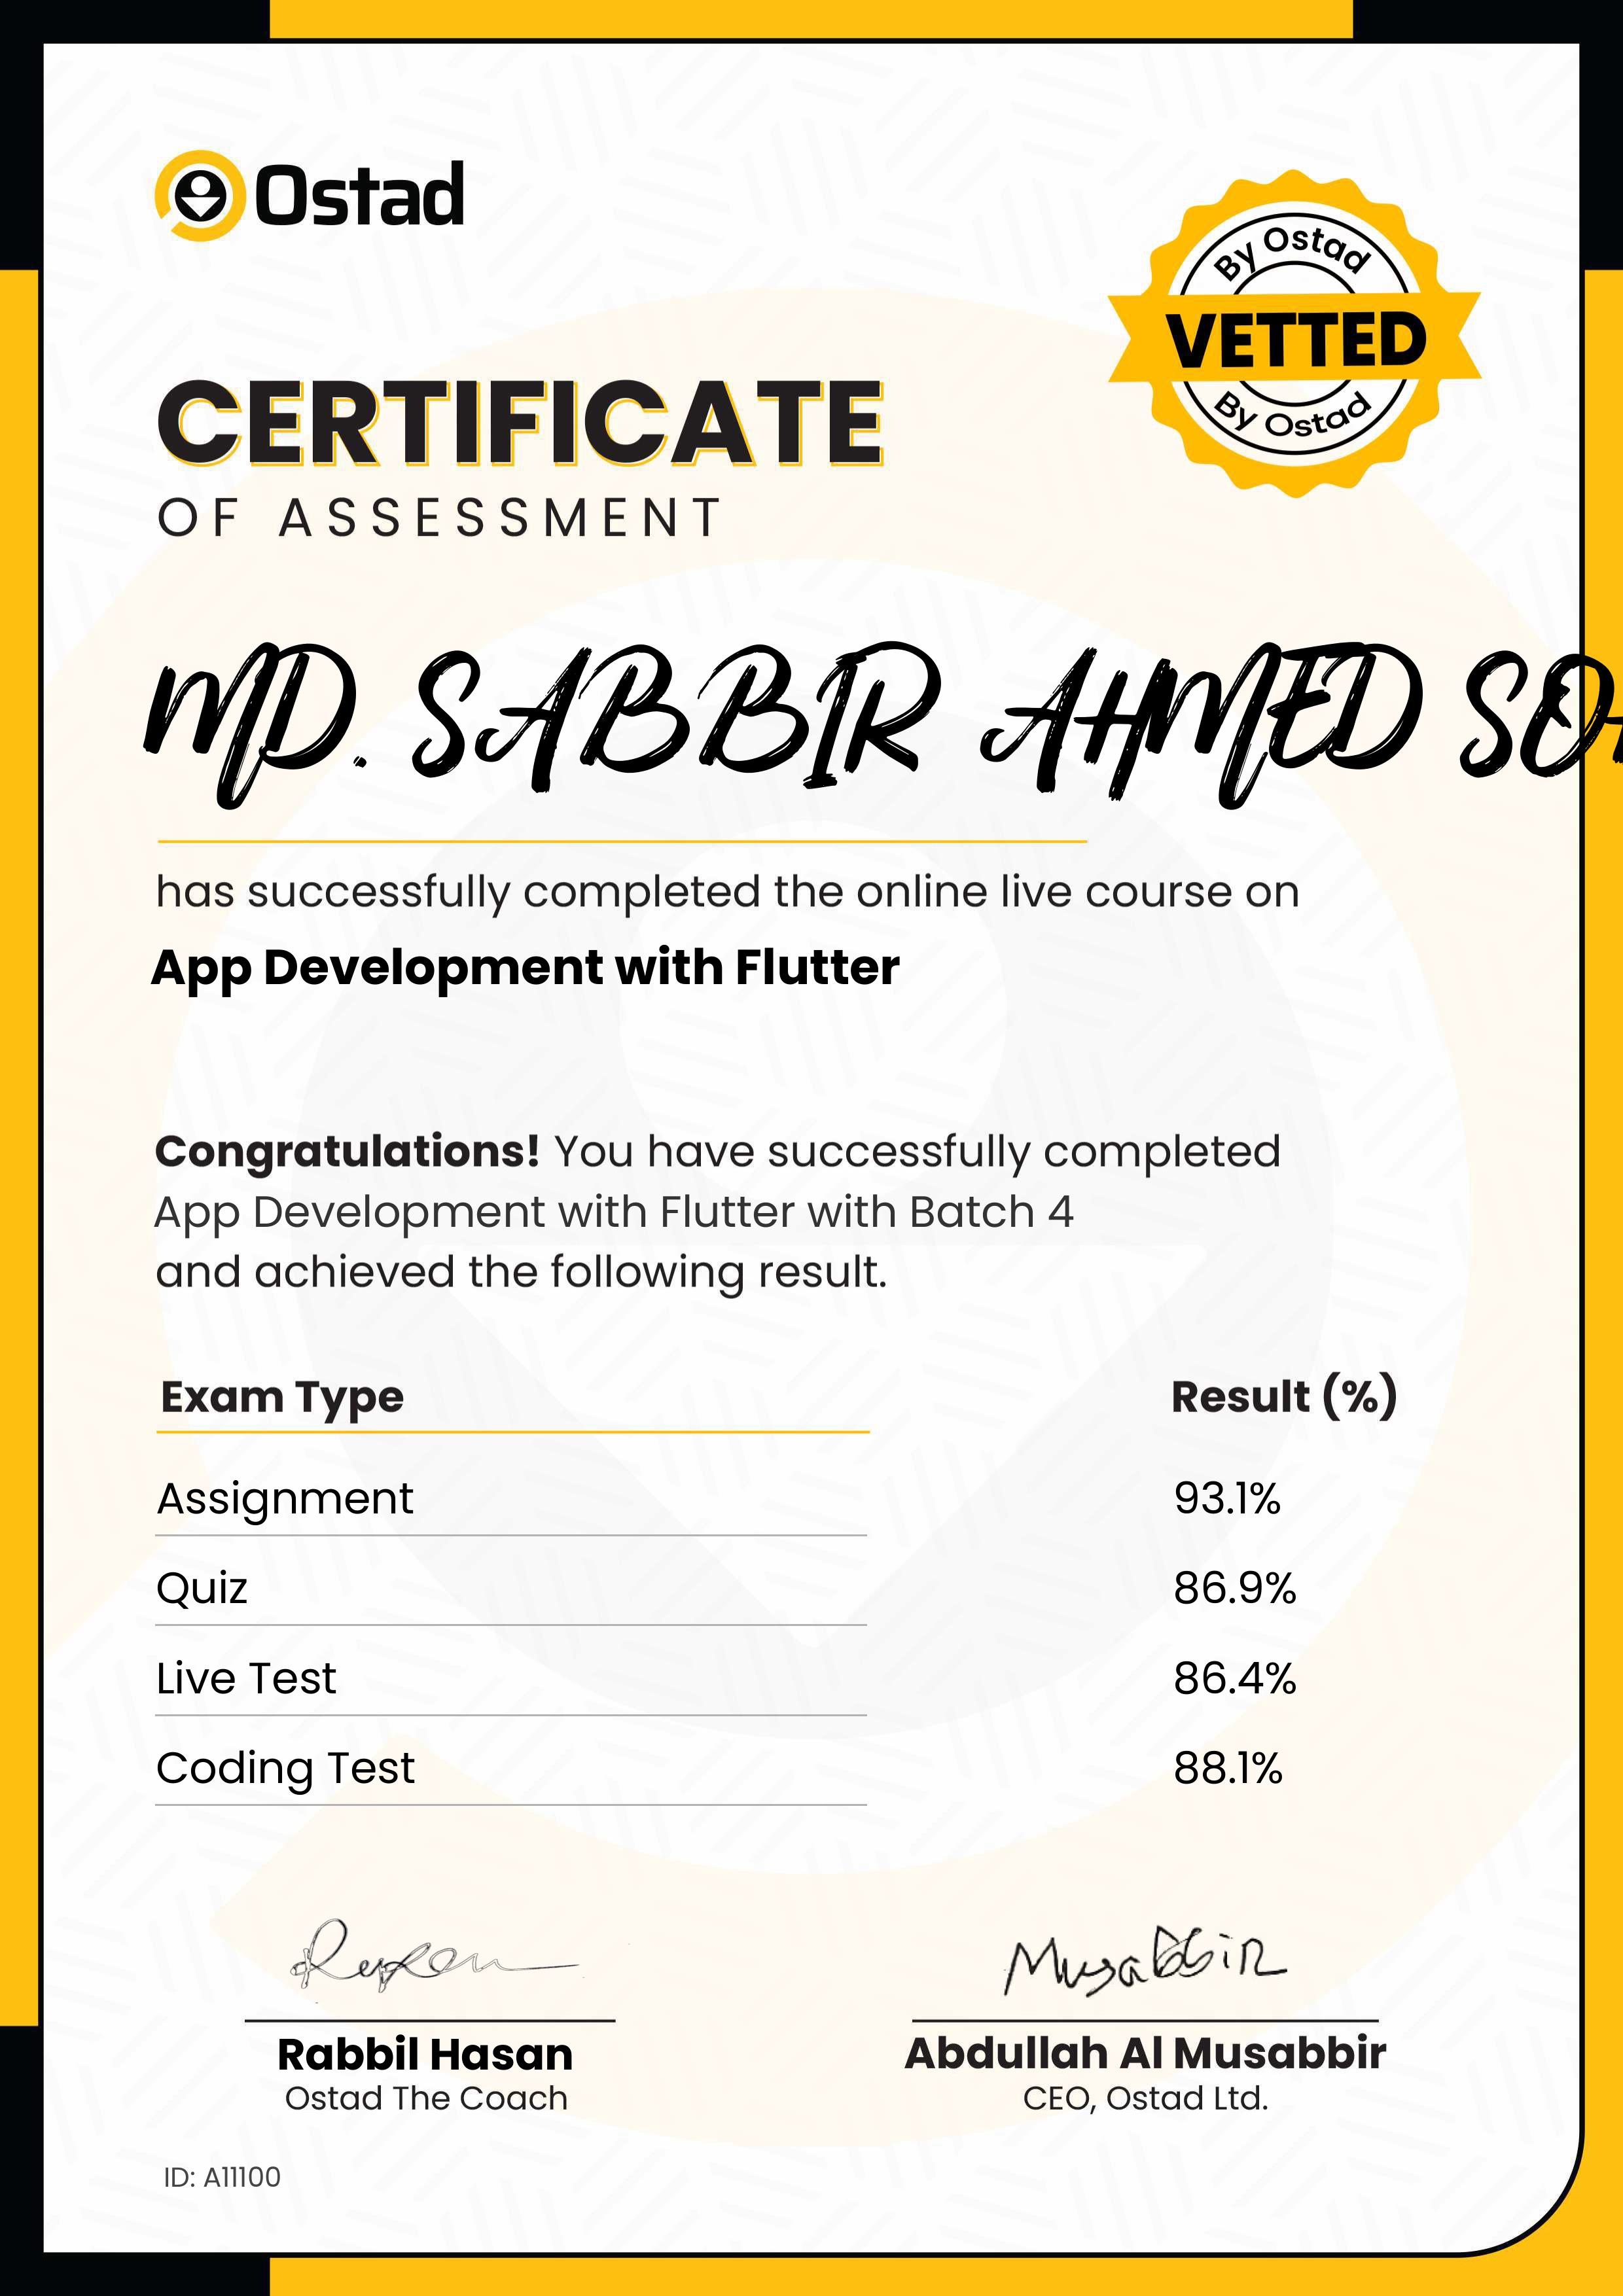 Ostad
By Ostad
VETTED
By Ostad
CERTIFICATE
OF ASSESSMENT
MD. SABBIR AHMED
has successfully completed the online live course on
App Development with Flutter
Congratulations! You have successfully completed
App Development with Flutter with Batch 4
and achieved the following result.
Exam Type Result (%)
Assignment 93.1%
Quiz 86.9%
Live Test 86.4%
Coding Test 88.1%
Musabbir
Rabbil Hasan Abdullah Al Musabbir
Ostad The Coach CEO, Ostad Ltd.
ID: A11100